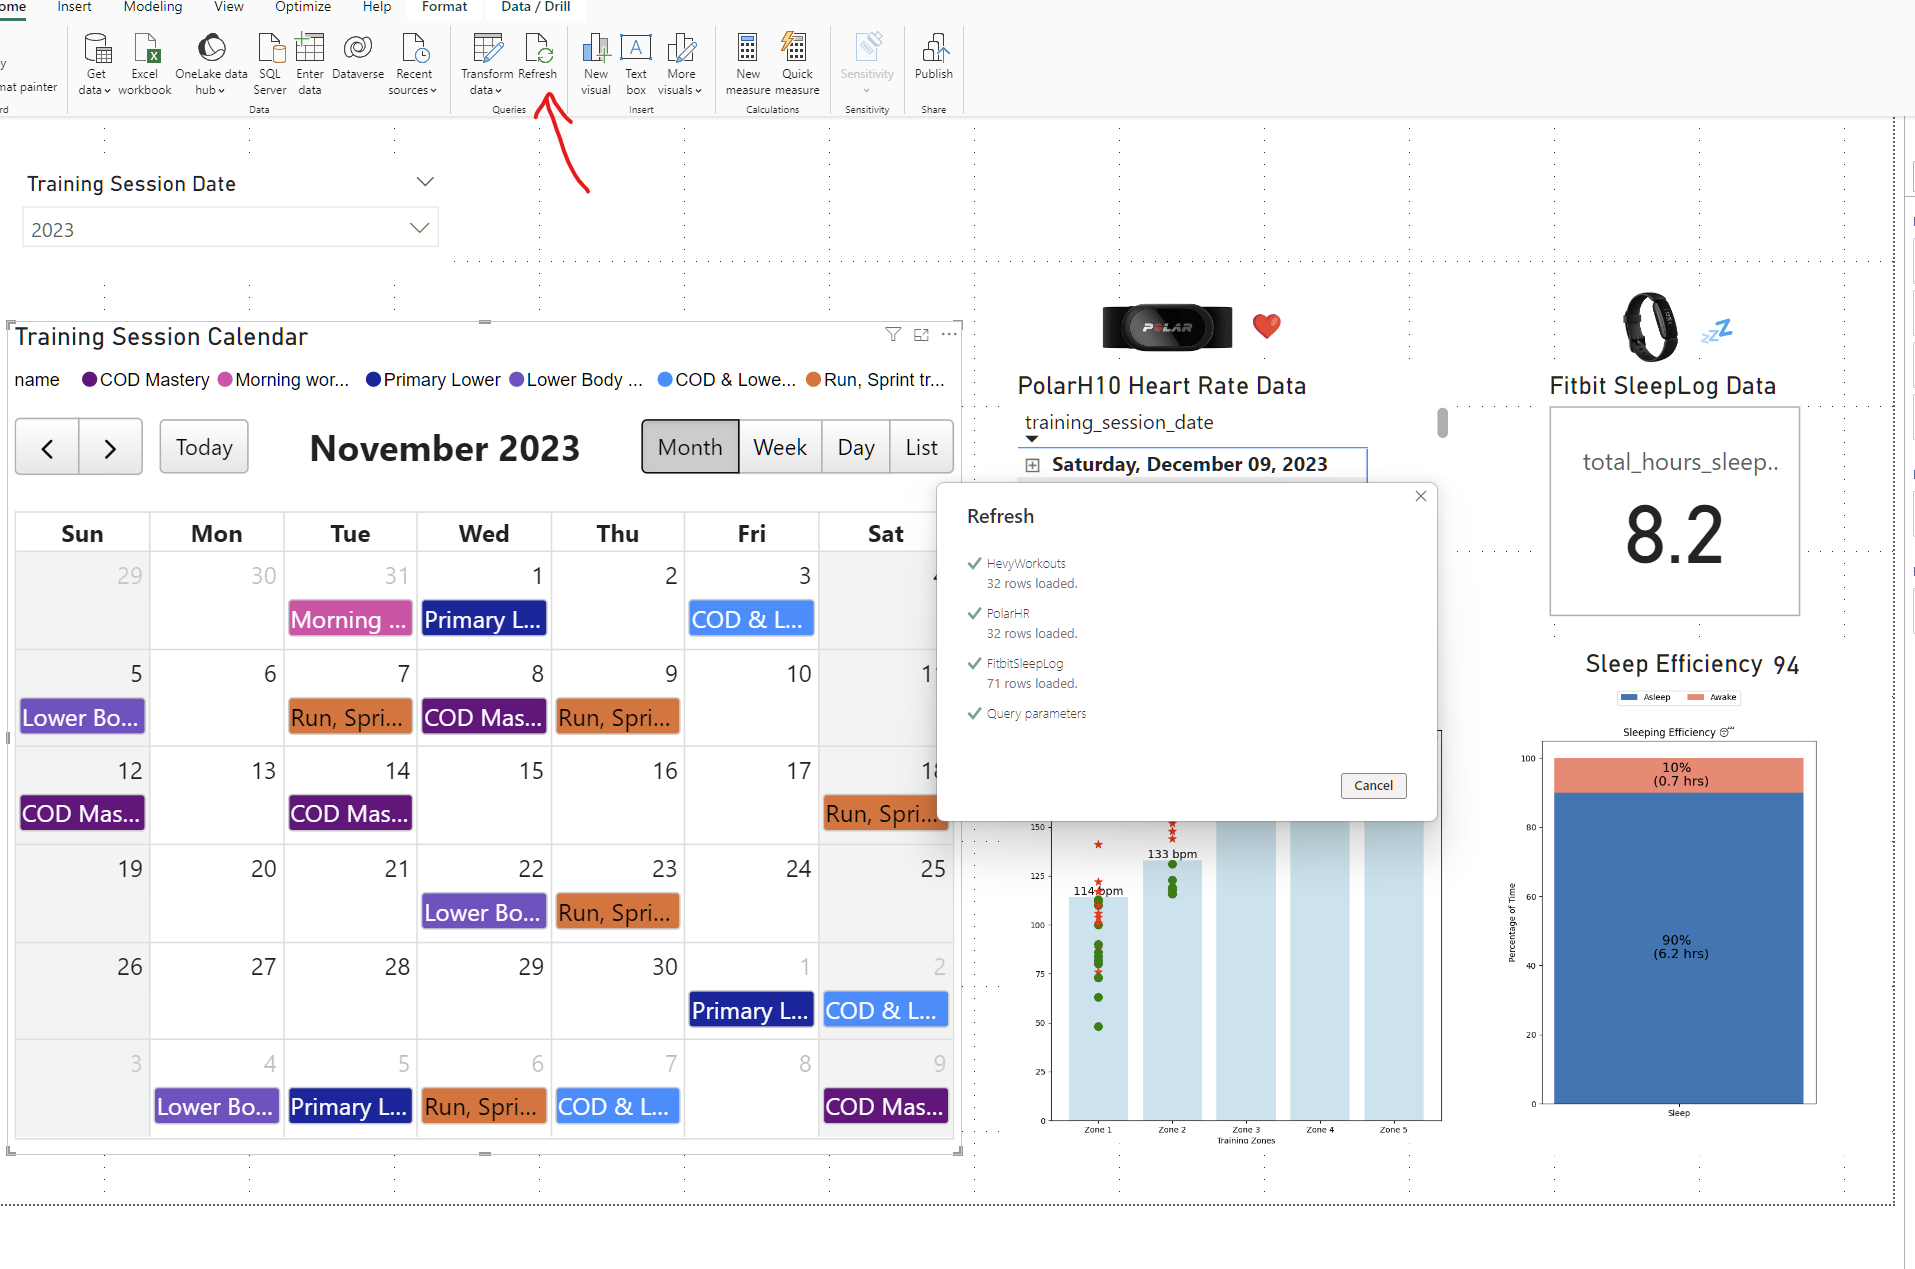 ome Insert Modeling View Optimize Help Format Data / Drill
y
mat painter
rd
Get data
Excel workbook
OneLake data hub
SQL Server
Enter data
Dataverse
Recent sources
Data
Transform data
Refresh
Queries
New visual
Text box
More visuals
Insert
New measure
Quick measure
Calculations
Sensitivity
Sensitivity
Publish
Share
Training Session Date
2023
Training Session Calendar
name COD Mastery Morning wor... Primary Lower Lower Body ... COD & Lowe... Run, Sprint tr...
Today November 2023 Month Week Day List
Sun Mon Tue Wed Thu Fri Sat
29 30 31 1 2 3
Morning ... Primary L... COD & L...
5 6 7 8 9 10
Lower Bo... Run, Spri... COD Mas... Run, Spri...
12 13 14 15 16 17
COD Mas... COD Mas... Run, Spri...
19 20 21 22 23 24 25
Lower Bo... Run, Spri...
26 27 28 29 30 1 2
Primary L... COD & L...
3 4 5 6 7 8 9
Lower Bo... Primary L... Run, Spri... COD & L... COD Mas...
POLAR
PolarH10 Heart Rate Data
training_session_date
Saturday, December 09, 2023
Refresh
HevyWorkouts
32 rows loaded.
PolarHR
32 rows loaded.
FitbitSleepLog
71 rows loaded.
Query parameters
Cancel
150
125
100
75
50
25
0
114 bpm
133 bpm
Zone 1 Zone 2 Zone 3 Zone 4 Zone 5
Training Zones
zzZ
Fitbit SleepLog Data
total_hours_sleep..
8.2
Sleep Efficiency 94
Asleep Awake
Sleeping Efficiency 😴
100
80
60
40
20
0
Percentage of Time
10%
(0.7 hrs)
90%
(6.2 hrs)
Sleep